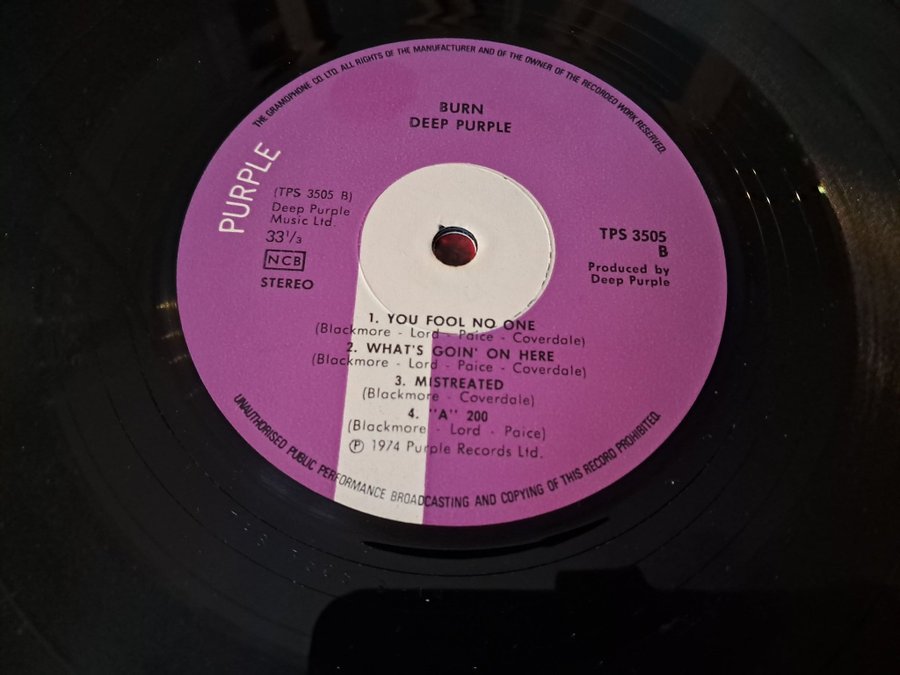 THE GRAMOPHONE CO LTD. ALL RIGHTS OF THE MANUFACTURER AND OF THE OWNER OF THE RECORDED WORK RESERVED.
BURN
DEEP PURPLE
PURPLE
(TPS 3505 B)
Deep Purple
Music Ltd.
33⅓
NCB
STEREO
TPS 3505
B
Produced by
Deep Purple
1. YOU FOOL NO ONE
(Blackmore - Lord - Paice - Coverdale)
2. WHAT'S GOIN' ON HERE
(Blackmore - Lord - Paice - Coverdale)
3. MISTREATED
(Blackmore - Coverdale)
4. "A" 200
(Blackmore - Lord - Paice)
Ⓟ 1974 Purple Records Ltd.
UNAUTHORISED PUBLIC PERFORMANCE BROADCASTING AND COPYING OF THIS RECORD PROHIBITED.